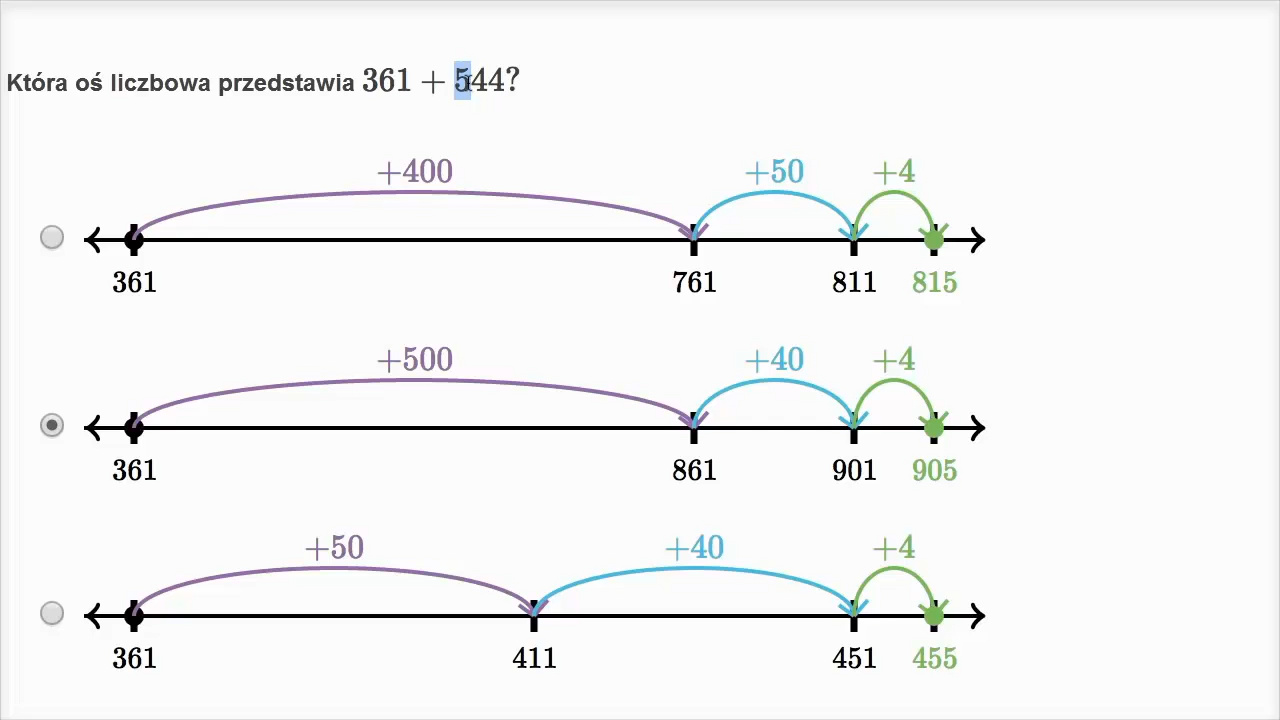 Która oś liczbowa przedstawia 361 + 544?
+400 +50 +4
361 761 811 815
+500 +40 +4
361 861 901 905
+50 +40 +4
361 411 451 455